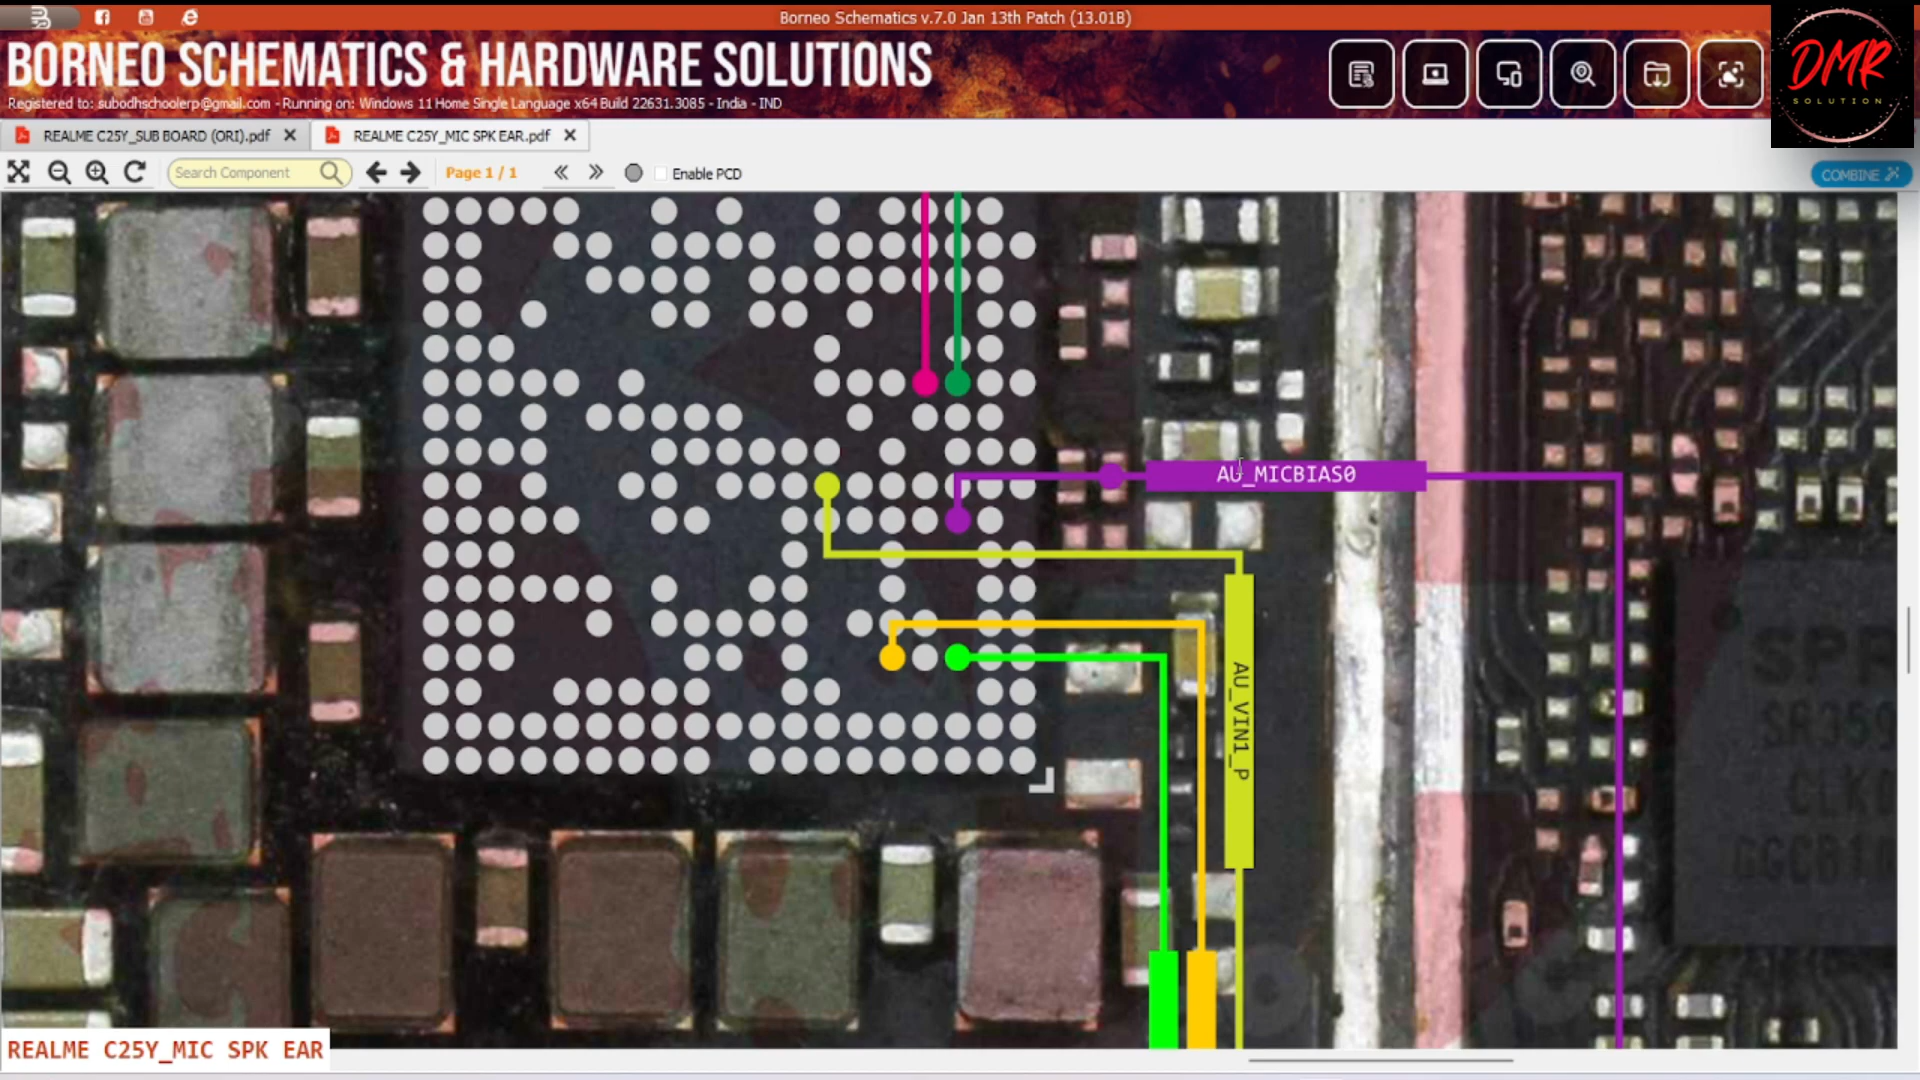 Borneo Schematics v.7.0 Jan 13th Patch (13.01B)
BORNEO SCHEMATICS & HARDWARE SOLUTIONS
Registered to: subodhschoolerp@gmail.com - Running on: Windows 11 Home Single Language x64 Build 22631.3085 - India - IND
DMR
SOLUTION
REALME C25Y_SUB BOARD (ORI).pdf
REALME C25Y_MIC SPK EAR.pdf
Search Component
Page 1 / 1
Enable PCD
COMBINE
AU_MICBIAS0
AU_VIN1_P
REALME C25Y_MIC SPK EAR